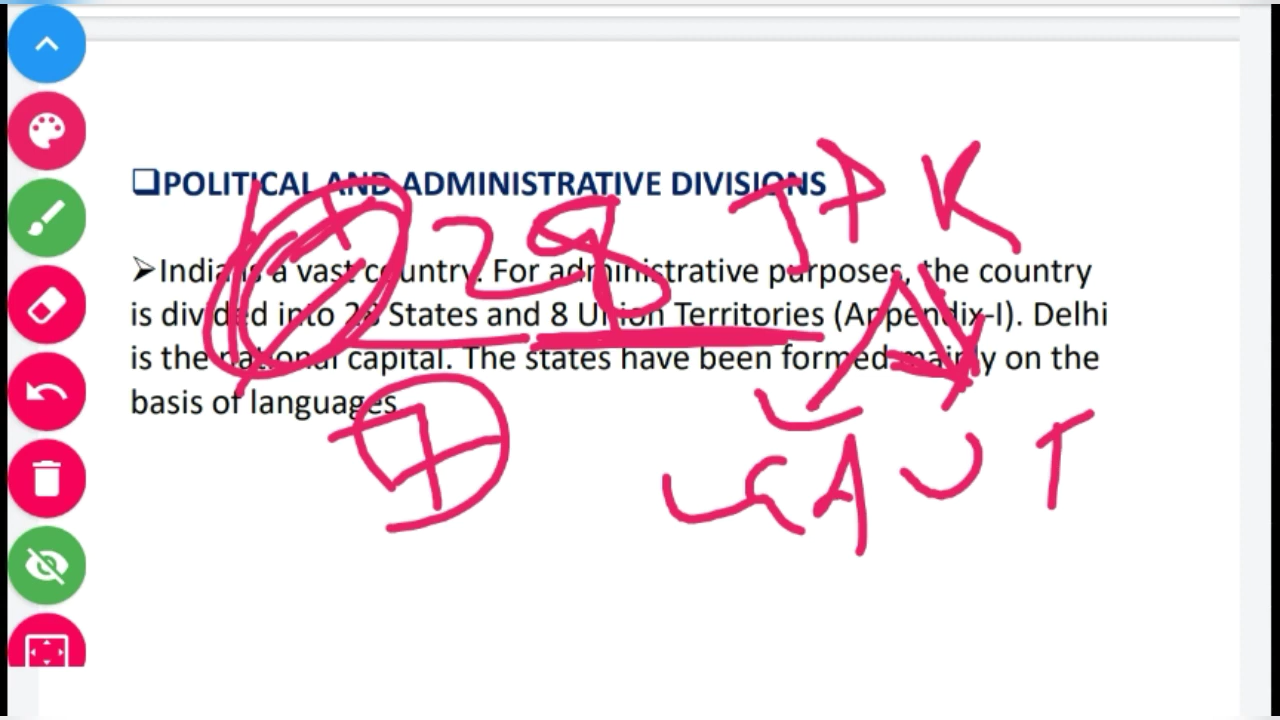 POLITICAL AND ADMINISTRATIVE DIVISIONS
28 JPK
India is a vast country. For administrative purposes, the country
is divided into 28 States and 8 Union Territories (Appendix-I). Delhi
is the national capital. The states have been formed mainly on the
basis of languages.
UT